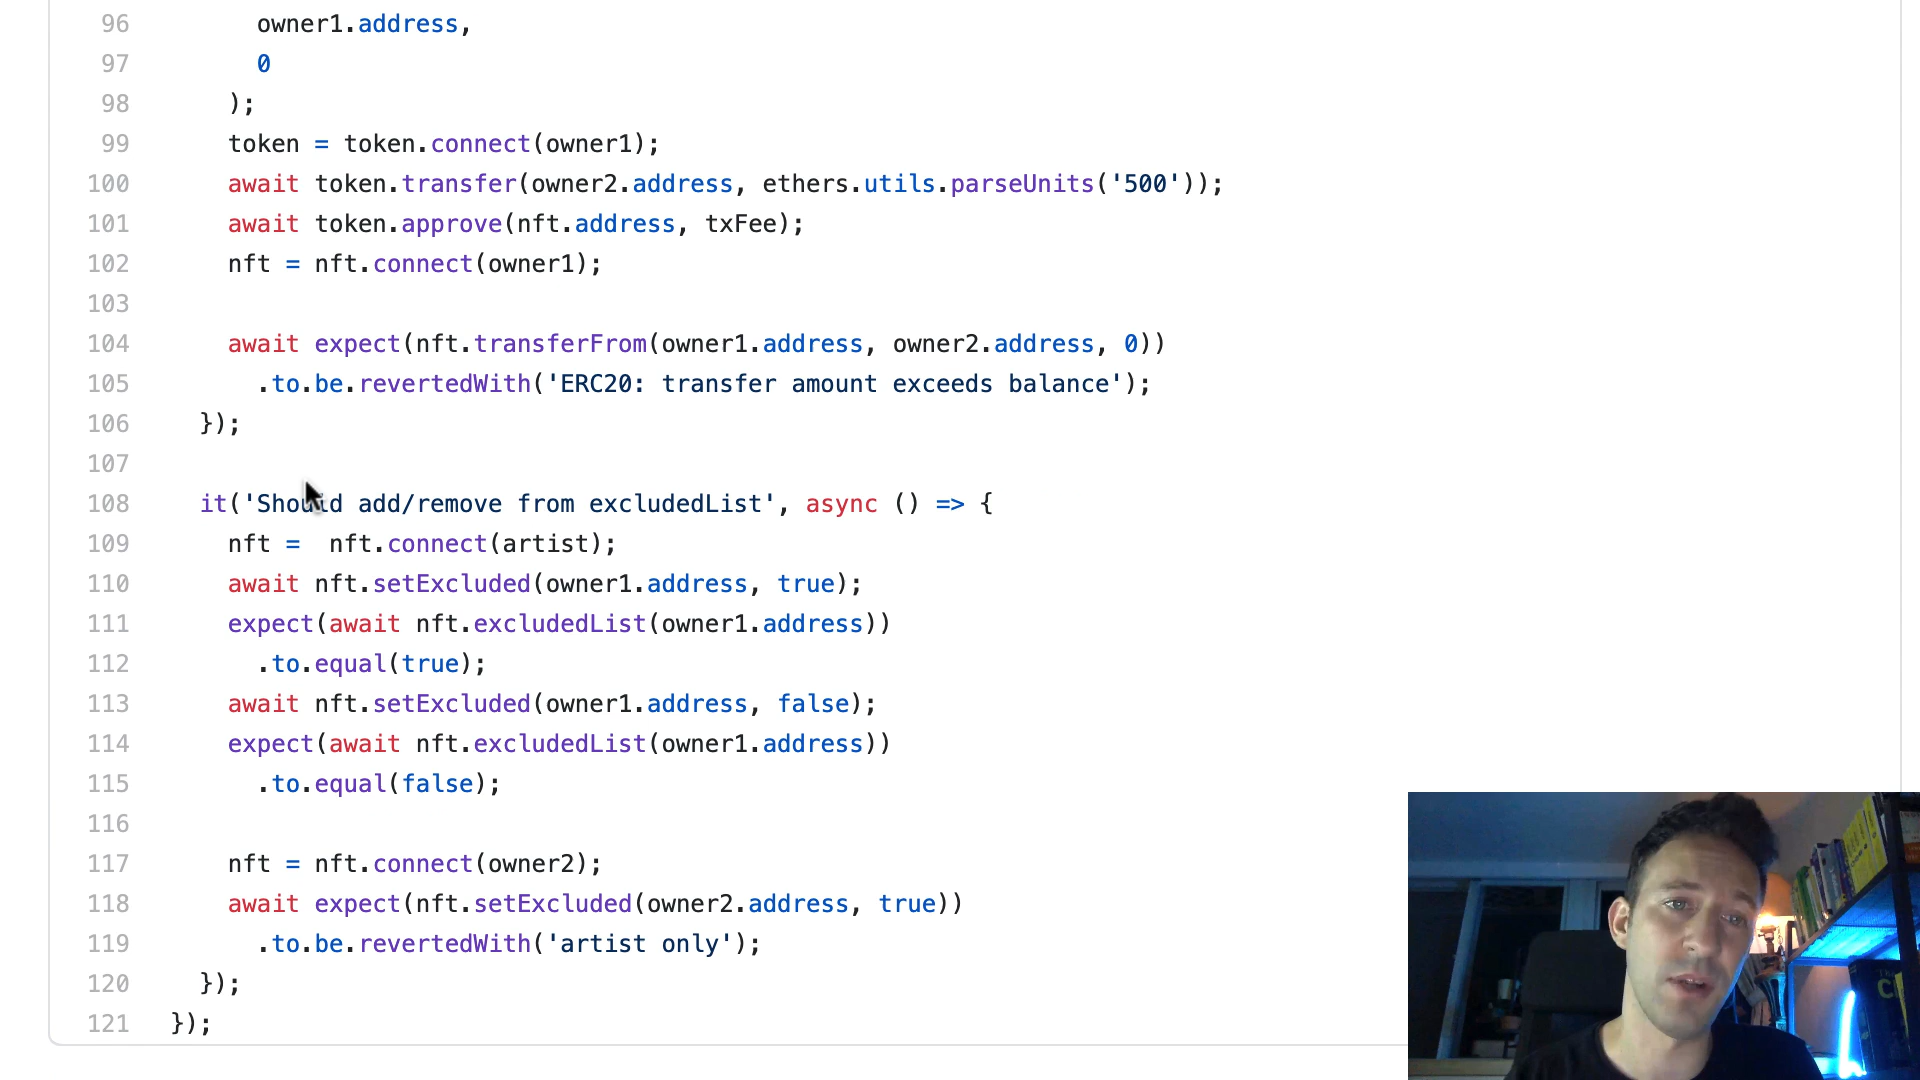 96 owner1.address,
97 0
98 );
99 token = token.connect(owner1);
100 await token.transfer(owner2.address, ethers.utils.parseUnits('500'));
101 await token.approve(nft.address, txFee);
102 nft = nft.connect(owner1);
103
104 await expect(nft.transferFrom(owner1.address, owner2.address, 0))
105 .to.be.revertedWith('ERC20: transfer amount exceeds balance');
106 });
107
108 it('Should add/remove from excludedList', async () => {
109 nft =  nft.connect(artist);
110 await nft.setExcluded(owner1.address, true);
111 expect(await nft.excludedList(owner1.address))
112 .to.equal(true);
113 await nft.setExcluded(owner1.address, false);
114 expect(await nft.excludedList(owner1.address))
115 .to.equal(false);
116
117 nft = nft.connect(owner2);
118 await expect(nft.setExcluded(owner2.address, true))
119 .to.be.revertedWith('artist only');
120 });
121 });